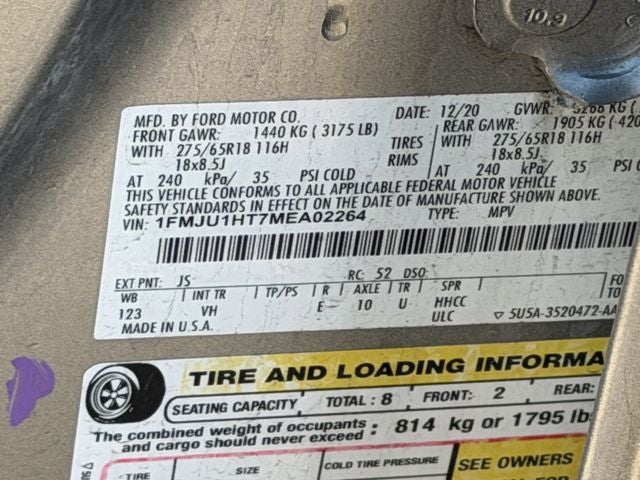 10.9
MFD. BY FORD MOTOR CO. DATE: 12/20 GVWR: 3266 KG
FRONT GAWR: 1440 KG ( 3175 LB) REAR GAWR: 1905 KG ( 420
WITH 275/65R18 116H TIRES WITH 275/65R18 116H
18x8.5J RIMS 18x8.5J
AT 240 kPa/ 35 PSI COLD AT 240 kPa/ 35 PSI
THIS VEHICLE CONFORMS TO ALL APPLICABLE FEDERAL MOTOR VEHICLE
SAFETY STANDARDS IN EFFECT ON THE DATE OF MANUFACTURE SHOWN ABOVE.
VIN: 1FMJU1HT7MEA02264 TYPE: MPV
EXT PNT: JS RC: 52 DSO:
WB INT TR TP/PS R AXLE TR SPR
123 VH E 10 U HHCC
MADE IN U.S.A. ULC ▽ 5U5A-3520472-AA
TIRE AND LOADING INFORMA
SEATING CAPACITY TOTAL : 8 FRONT: 2 REAR:
The combined weight of occupants and cargo should never exceed : 814 kg or 1795 lbs
TIRE SIZE COLD TIRE PRESSURE SEE OWNERS